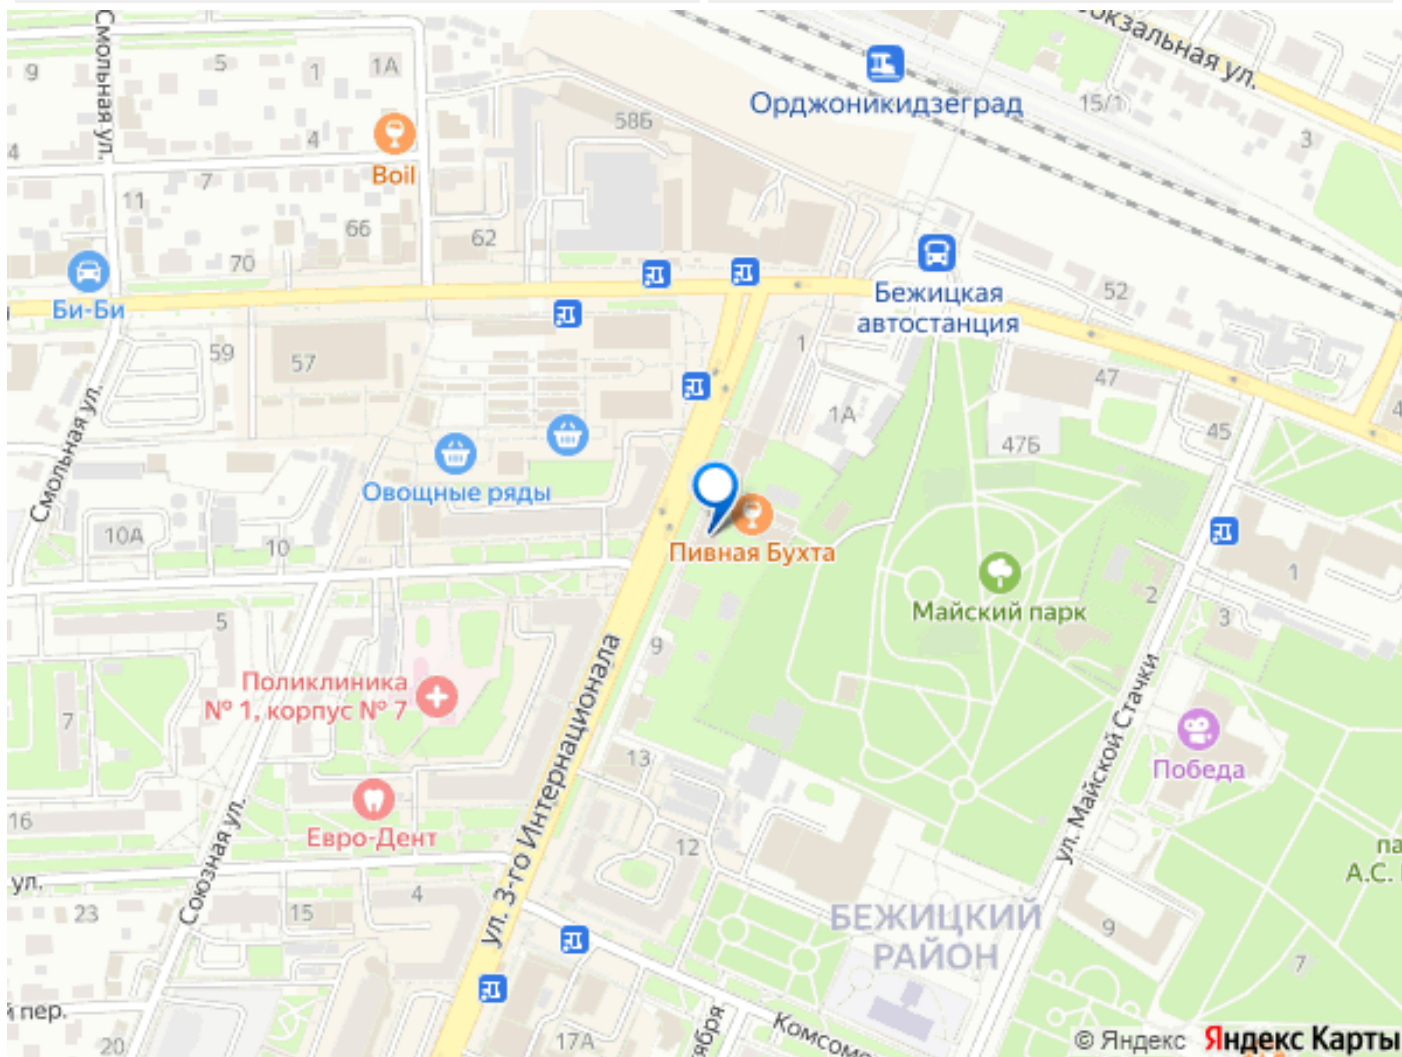 Смольная ул.
9
5
1
1А
Орджоникидзеград
15/1
58Б
4
3
4
Boil
7
11
66
62
70
Би-Би
Бежицкая
автостанция
52
59
57
1
47
1А
45
47Б
Смольная ул.
Овощные ряды
10А
10
Пивная Бухта
Майский парк
1
2
3
5
9
ул. 3-го Интернационала
Поликлиника
№ 1, корпус № 7
7
ул. Майской Стачки
Победа
13
16
Евро-Дент
12
Союзная ул.
ул.
4
23
15
А.С.
БЕЖИЦКИЙ
РАЙОН
9
7
пер.
20
17А
Комсомо
ября
© Яндекс Яндекс Карты